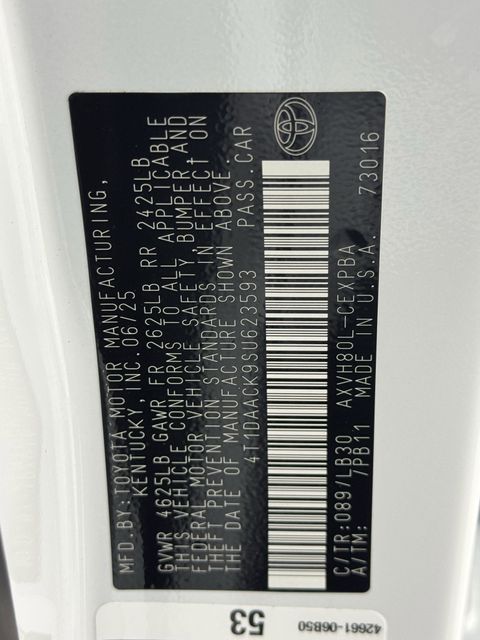 MFD.BY:TOYOTA MOTOR MANUFACTURING,
KENTUCKY, INC.06/25
GVWR 4625LB GAWR FR 2625LB RR 2425LB
THIS VEHICLE CONFORMS TO ALL APPLICABLE
FEDERAL MOTOR VEHICLE SAFETY, BUMPER AND
THEFT PREVENTION STANDARDS IN EFFECT ON
THE DATE OF MANUFACTURE SHOWN ABOVE.
4T1DAACK9SU623593 PASS.CAR
C/TR:089/LB30 AXVH80L-CEXPBA
A/TM: 7PB11 MADE IN U.S.A. 73016
53
42661-06B50